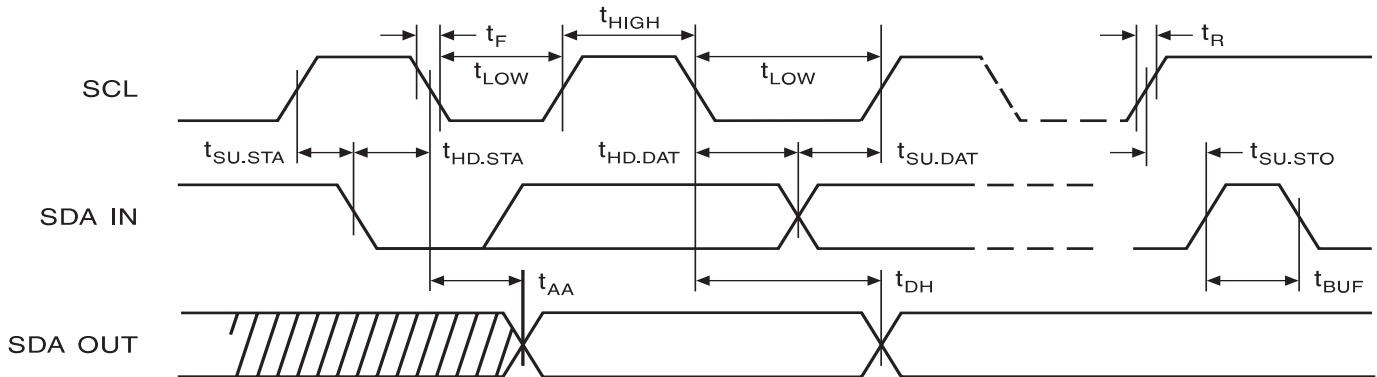 tF
tHIGH
tR
SCL
tLOW
tLOW
tSU.STA
tHD.STA
tHD.DAT
tSU.DAT
tSU.STO
SDA IN
tAA
tDH
tBUF
SDA OUT